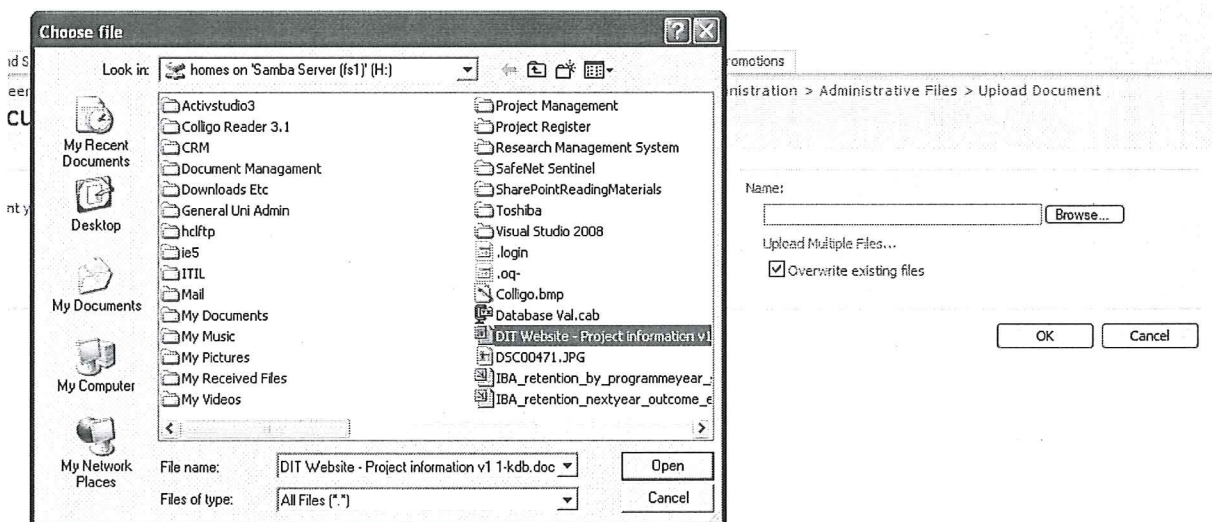 Choose file
Look in:
homes on 'Samba Server (fs1)' (H:)
My Recent
Documents
Desktop
My Documents
My Computer
My Network
Places
Activstudio3
Colligo Reader 3.1
CRM
Document Managament
Downloads Etc
General Uni Admin
hclftp
ie5
ITIL
Mail
My Documents
My Music
My Pictures
My Received Files
My Videos
Project Management
Project Register
Research Management System
SafeNet Sentinel
SharePointReadingMaterials
Toshiba
Visual Studio 2008
.login
.oq-
Colligo.bmp
Database Val.cab
DIT Website - Project information v1
DSC00471.JPG
IBA_retention_by_programmeyear_
IBA_retention_nextyear_outcome_e
File name:
DIT Website - Project information v1 1-kdb.doc
Open
Files of type:
All Files (*.*)
Cancel
omotions
nistration > Administrative Files > Upload Document
Name:
Browse...
Upload Multiple Files...
Overwrite existing files
OK
Cancel